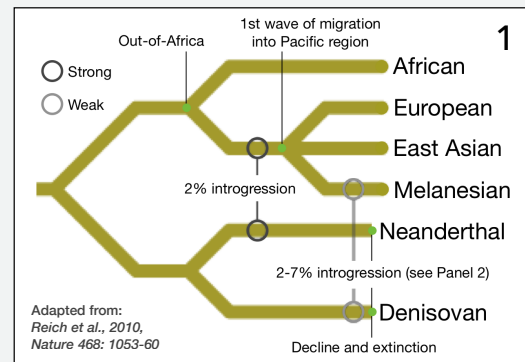 1st wave of migration
into Pacific region
1
Out-of-Africa
Strong
Weak
African
European
East Asian
2% introgression
Melanesian
Neanderthal
2-7% introgression (see Panel 2)
Denisovan
Adapted from:
Reich et al., 2010,
Nature 468: 1053-60
Decline and extinction